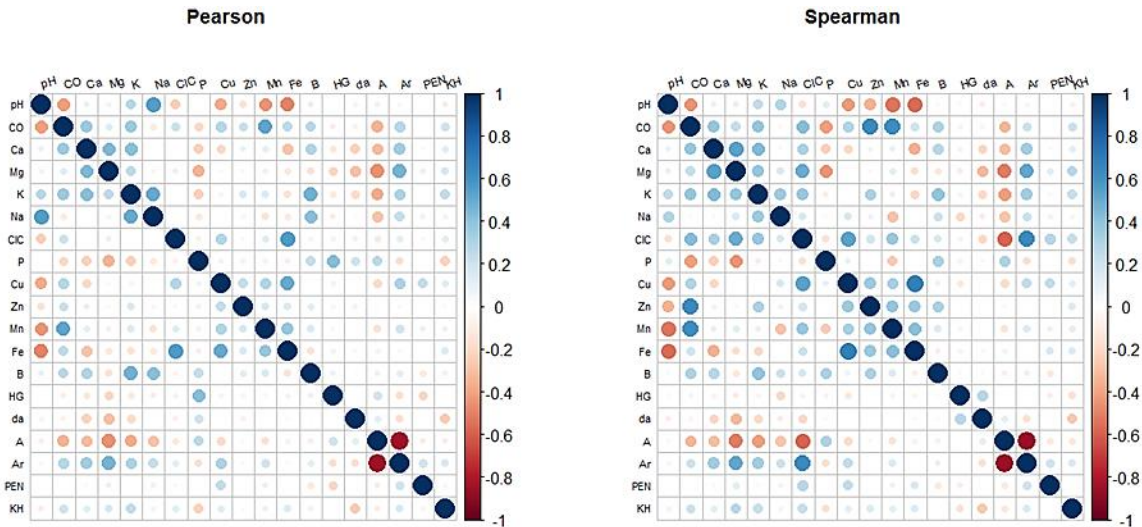 Pearson
pH CO Ca Mg K Na CIC P Cu Zn Mn Fe B HG da A Ar PEN KH
pH
CO
Ca
Mg
K
Na
CIC
P
Cu
Zn
Mn
Fe
B
HG
da
A
Ar
PEN
KH
1
0.8
0.6
0.4
0.2
0
-0.2
-0.4
-0.6
-0.8
-1
Spearman
pH CO Ca Mg K Na CIC P Cu Zn Mn Fe B HG da A Ar PEN KH
pH
CO
Ca
Mg
K
Na
CIC
P
Cu
Zn
Mn
Fe
B
HG
da
A
Ar
PEN
KH
1
0.8
0.6
0.4
0.2
0
-0.2
-0.4
-0.6
-0.8
-1